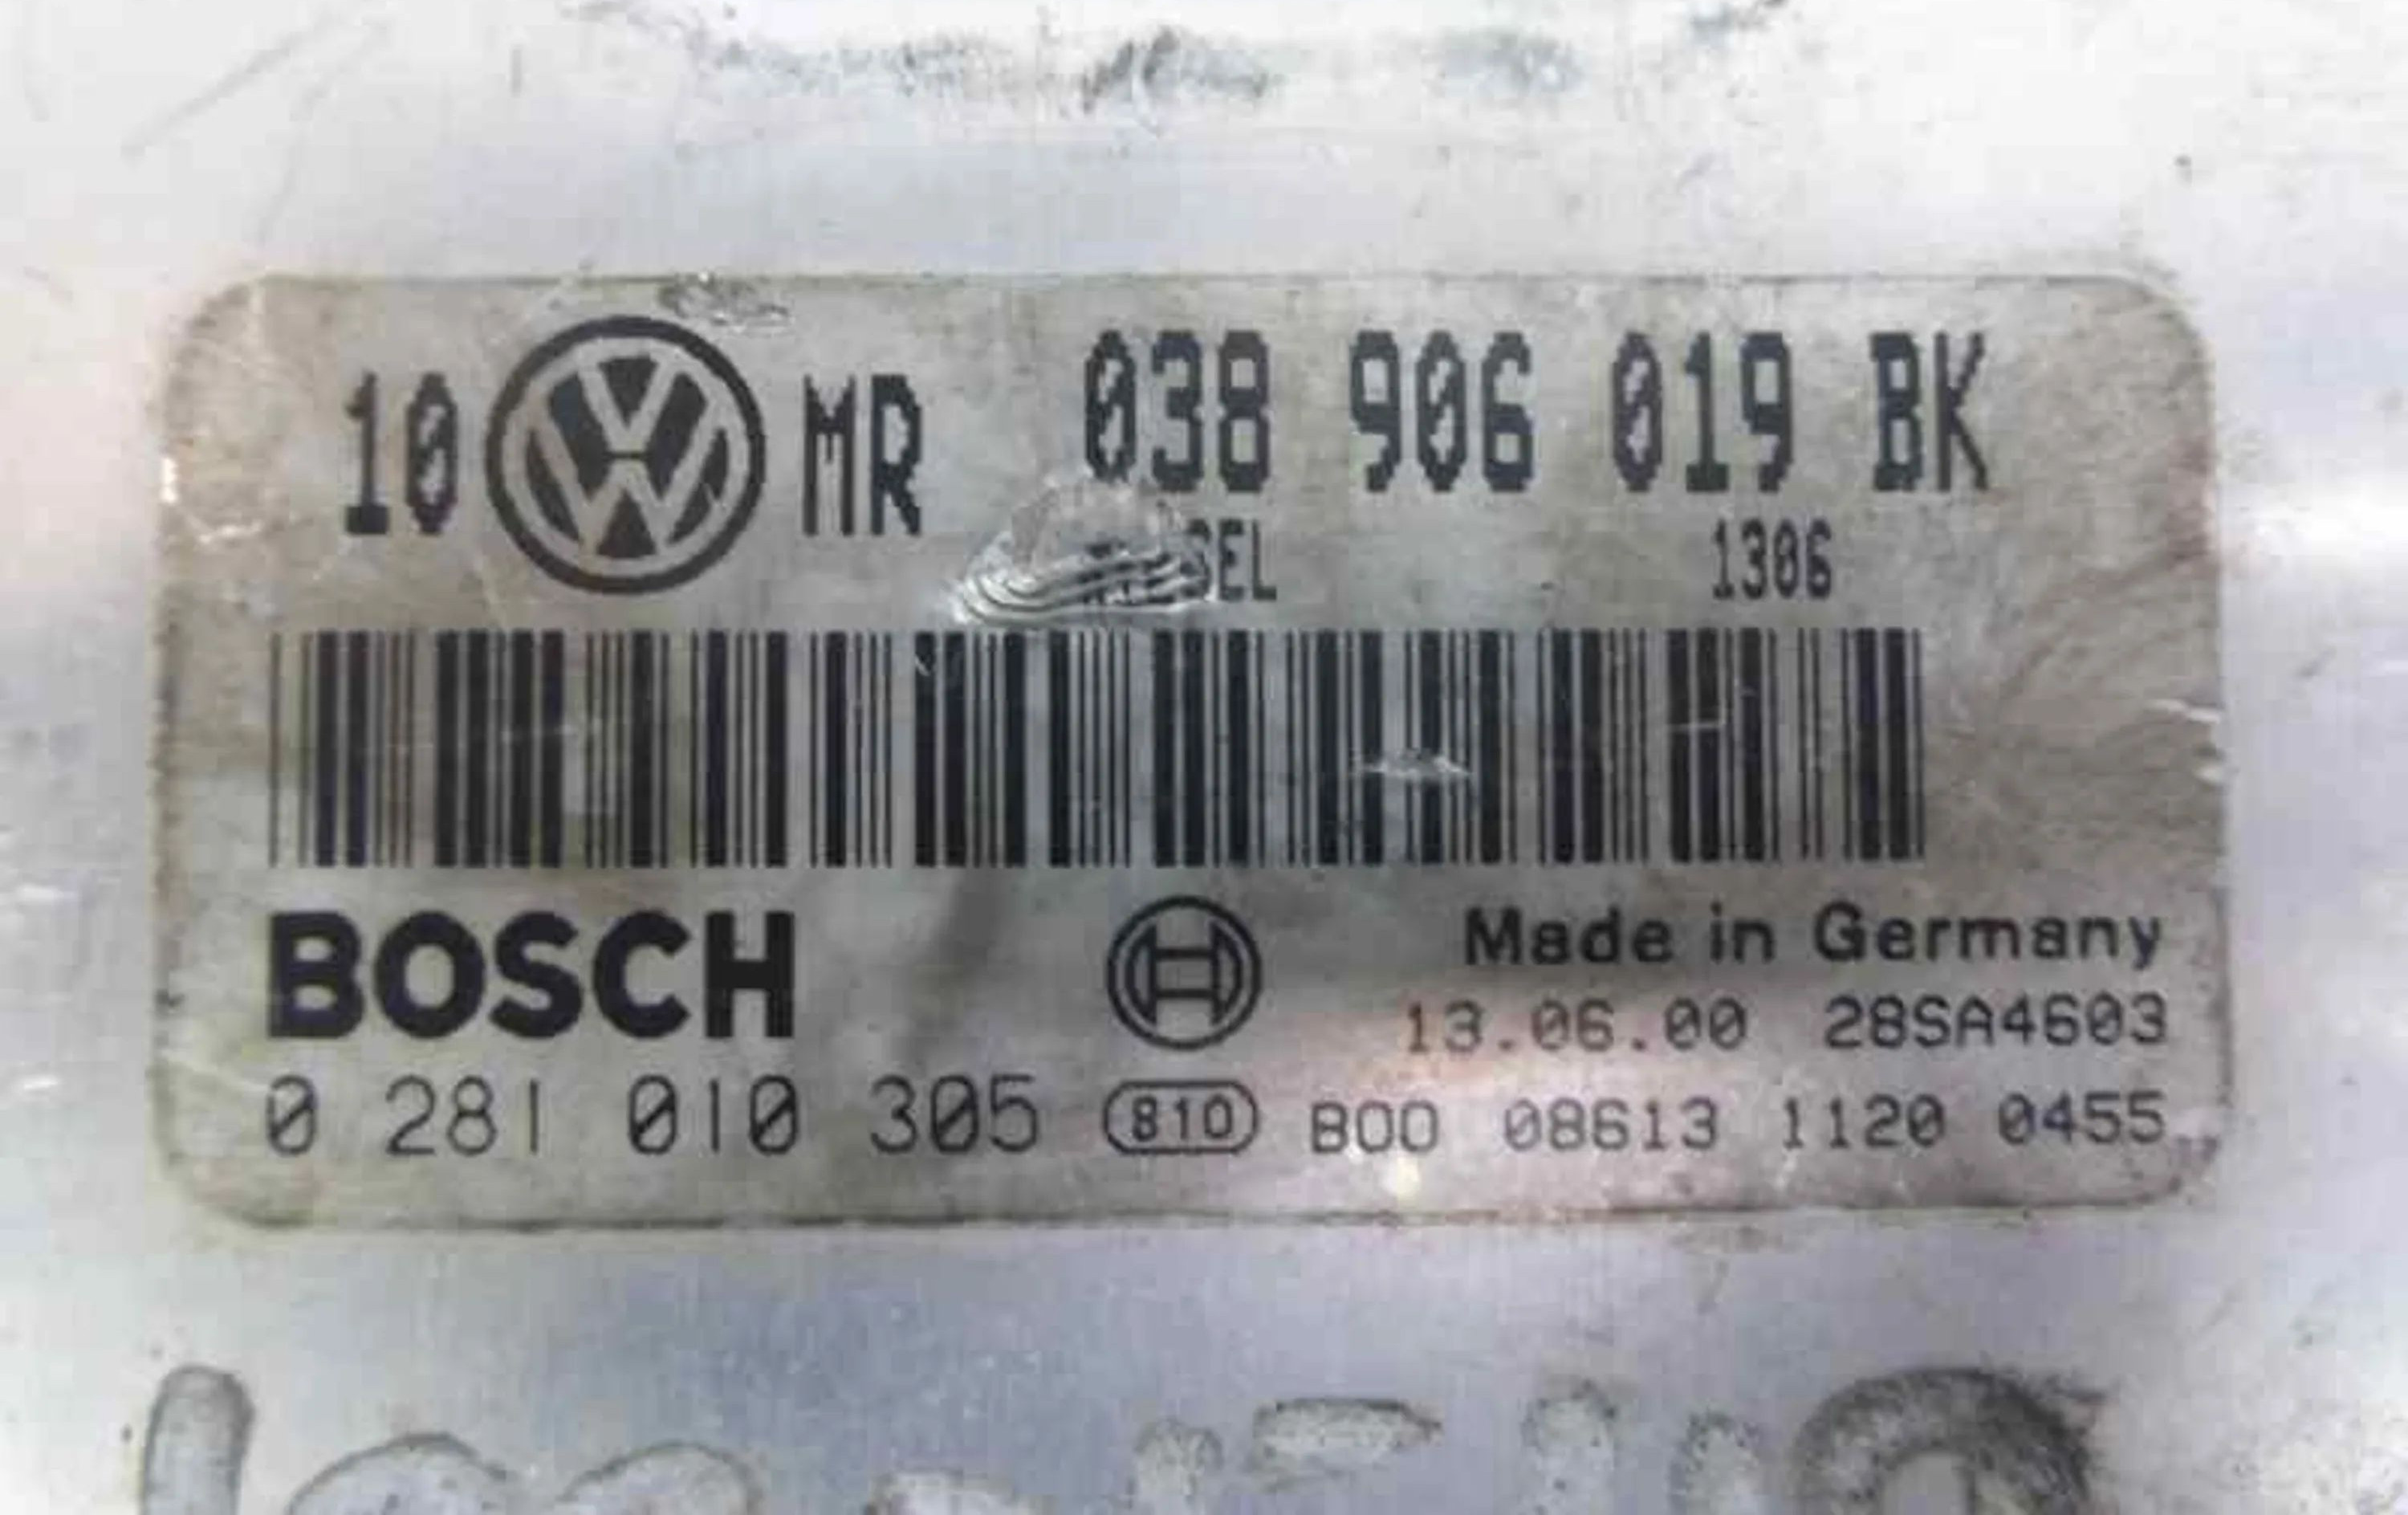 10 MR 038 906 019 BK
1306
BOSCH
Made in Germany
13.06.00 28SA4603
0 281 010 305 810 B00 08613 1120 0455